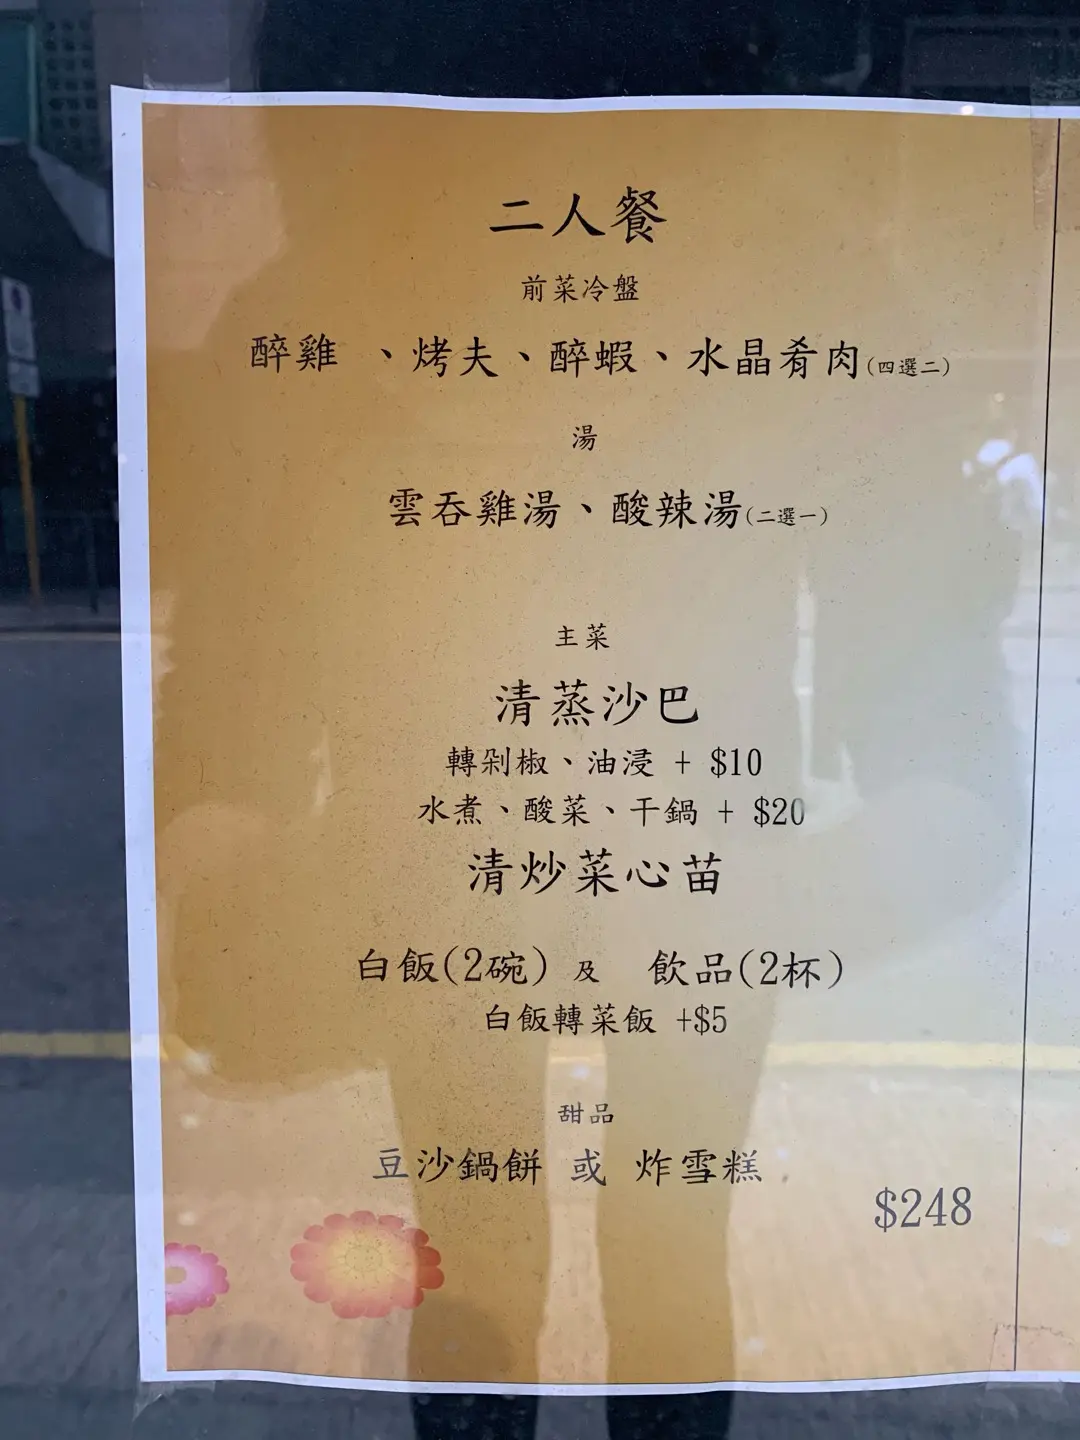 二人餐
前菜冷盤
醉雞 、烤夫、醉蝦、水晶肴肉(四選二)
湯
雲吞雞湯、酸辣湯(二選一)
主菜
清蒸沙巴
轉剁椒、油浸 + $10
水煮、酸菜、干鍋 + $20
清炒菜心苗
白飯(2碗) 及 飲品(2杯)
白飯轉菜飯 +$5
甜品
豆沙鍋餅 或 炸雪糕
$248